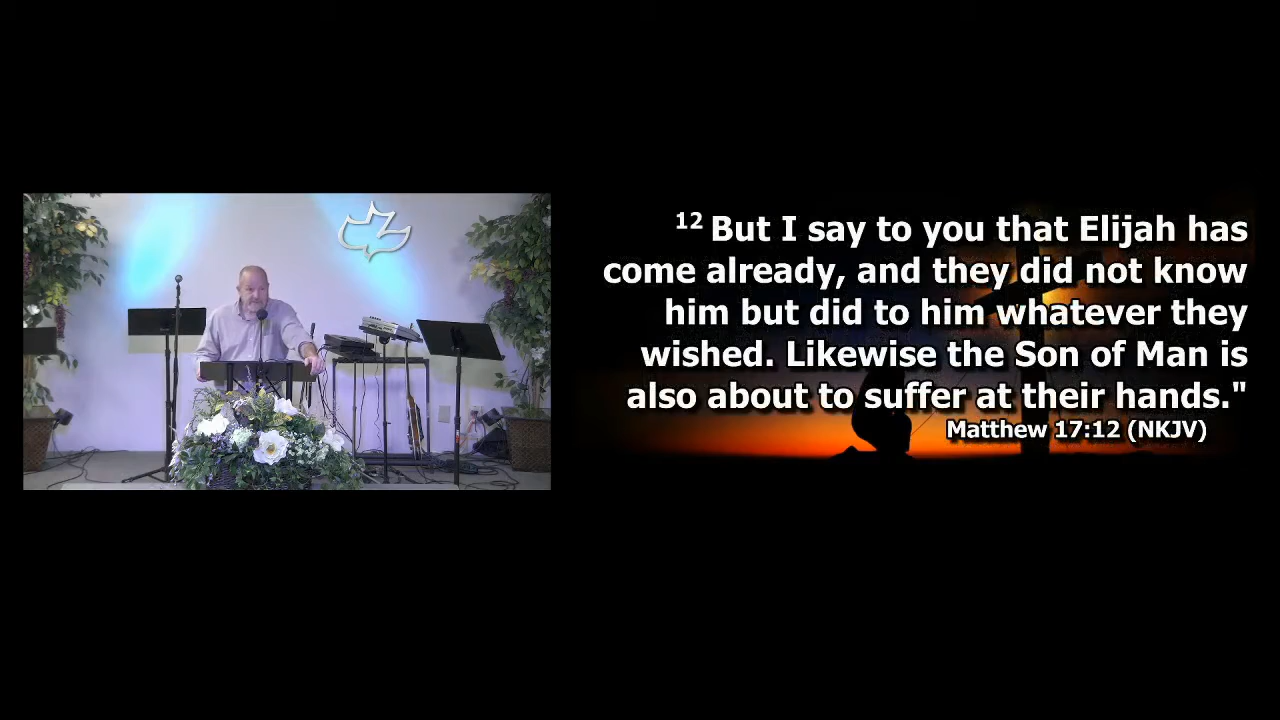 12 But I say to you that Elijah has
come already, and they did not know
him but did to him whatever they
wished. Likewise the Son of Man is
also about to suffer at their hands."
Matthew 17:12 (NKJV)